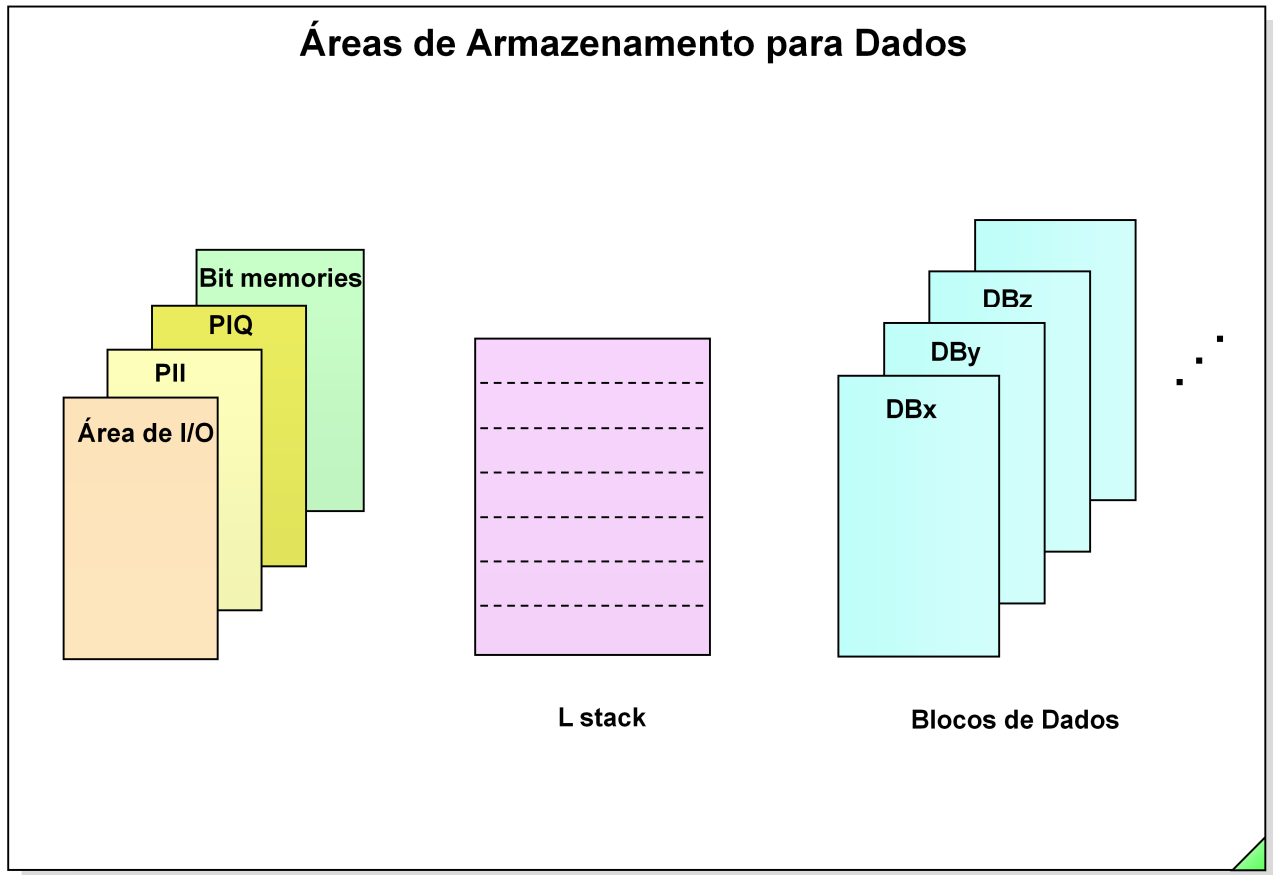 Áreas de Armazenamento para Dados
Bit memories
PIQ
PII
Área de I/O
DBz
DBy
DBx
L stack
Blocos de Dados